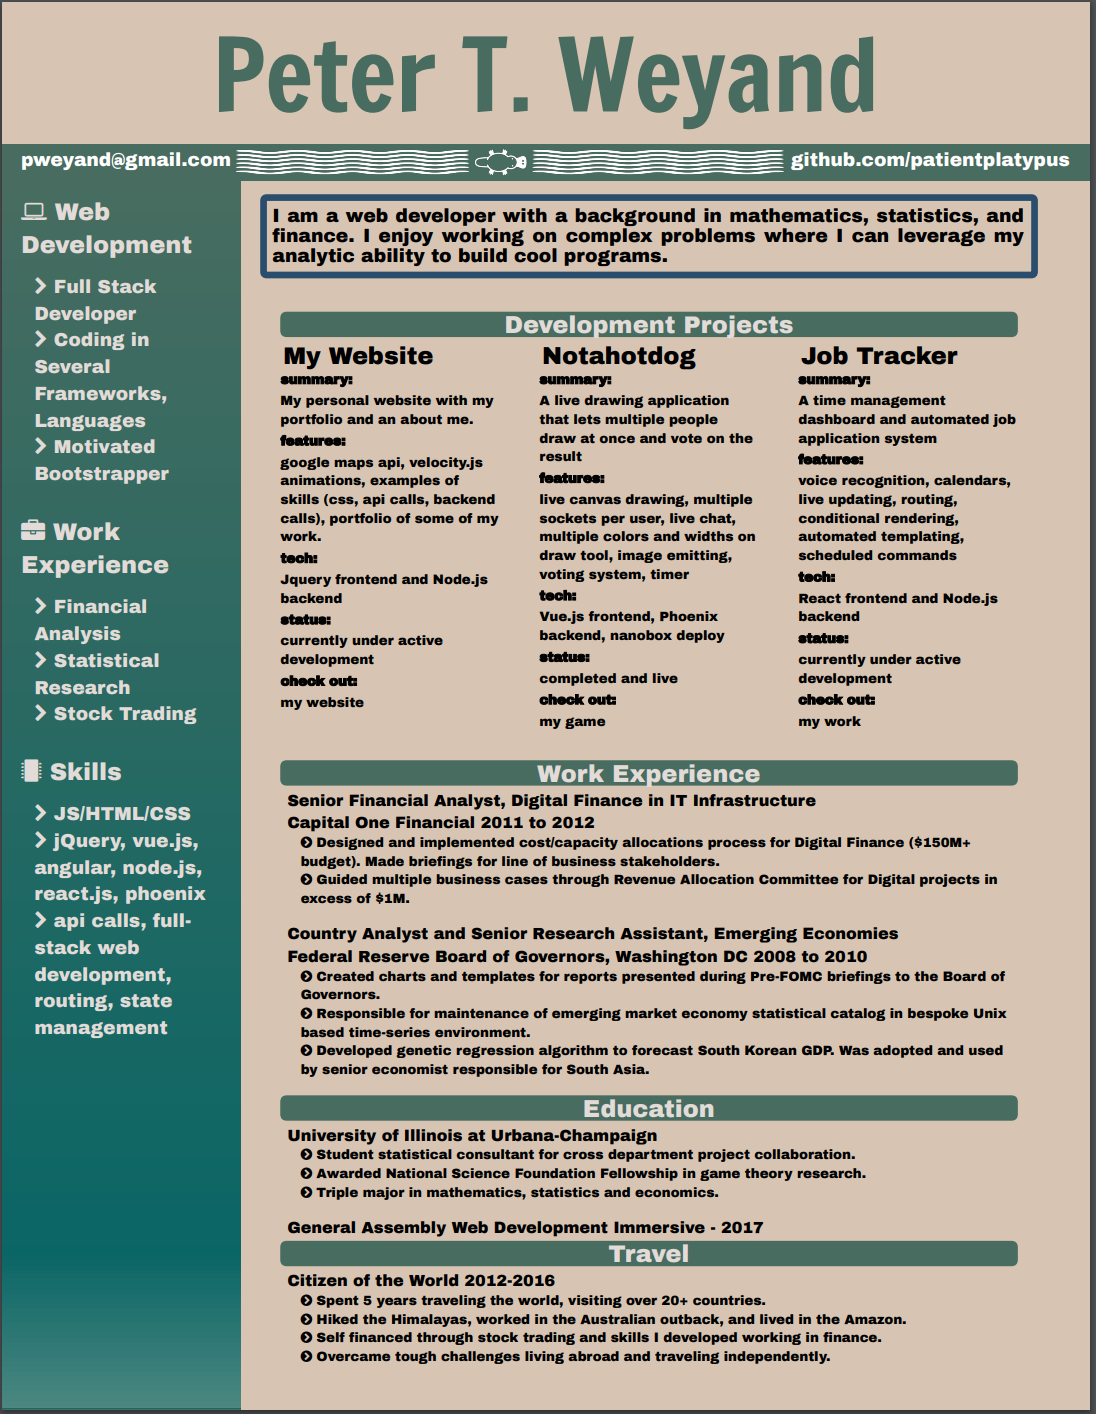 Peter T. Weyand
pweyand@gmail.com
github.com/patientplatypus
Web
Development
Full Stack
Developer
Coding in
Several
Frameworks,
Languages
Motivated
Bootstrapper
Work
Experience
Financial
Analysis
Statistical
Research
Stock Trading
Skills
JS/HTML/CSS
jQuery, vue.js,
angular, node.js,
react.js, phoenix
api calls, full-
stack web
development,
routing, state
management
I am a web developer with a background in mathematics, statistics, and
finance. I enjoy working on complex problems where I can leverage my
analytic ability to build cool programs.
Development Projects
My Website
summary:
My personal website with my
portfolio and an about me.
features:
google maps api, velocity.js
animations, examples of
skills (css, api calls, backend
calls), portfolio of some of my
work.
tech:
Jquery frontend and Node.js
backend
status:
currently under active
development
check out:
my website
Notahotdog
summary:
A live drawing application
that lets multiple people
draw at once and vote on the
result
features:
live canvas drawing, multiple
sockets per user, live chat,
multiple colors and widths on
draw tool, image emitting,
voting system, timer
tech:
Vue.js frontend, Phoenix
backend, nanobox deploy
status:
completed and live
check out:
my game
Job Tracker
summary:
A time management
dashboard and automated job
application system
features:
voice recognition, calendars,
live updating, routing,
conditional rendering,
automated templating,
scheduled commands
tech:
React frontend and Node.js
backend
status:
currently under active
development
check out:
my work
Work Experience
Senior Financial Analyst, Digital Finance in IT Infrastructure
Capital One Financial 2011 to 2012
Designed and implemented cost/capacity allocations process for Digital Finance ($150M+
budget). Made briefings for line of business stakeholders.
Guided multiple business cases through Revenue Allocation Committee for Digital projects in
excess of $1M.
Country Analyst and Senior Research Assistant, Emerging Economies
Federal Reserve Board of Governors, Washington DC 2008 to 2010
Created charts and templates for reports presented during Pre-FOMC briefings to the Board of
Governors.
Responsible for maintenance of emerging market economy statistical catalog in bespoke Unix
based time-series environment.
Developed genetic regression algorithm to forecast South Korean GDP. Was adopted and used
by senior economist responsible for South Asia.
Education
University of Illinois at Urbana-Champaign
Student statistical consultant for cross department project collaboration.
Awarded National Science Foundation Fellowship in game theory research.
Triple major in mathematics, statistics and economics.
General Assembly Web Development Immersive - 2017
Travel
Citizen of the World 2012-2016
Spent 5 years traveling the world, visiting over 20+ countries.
Hiked the Himalayas, worked in the Australian outback, and lived in the Amazon.
Self financed through stock trading and skills I developed working in finance.
Overcame tough challenges living abroad and traveling independently.